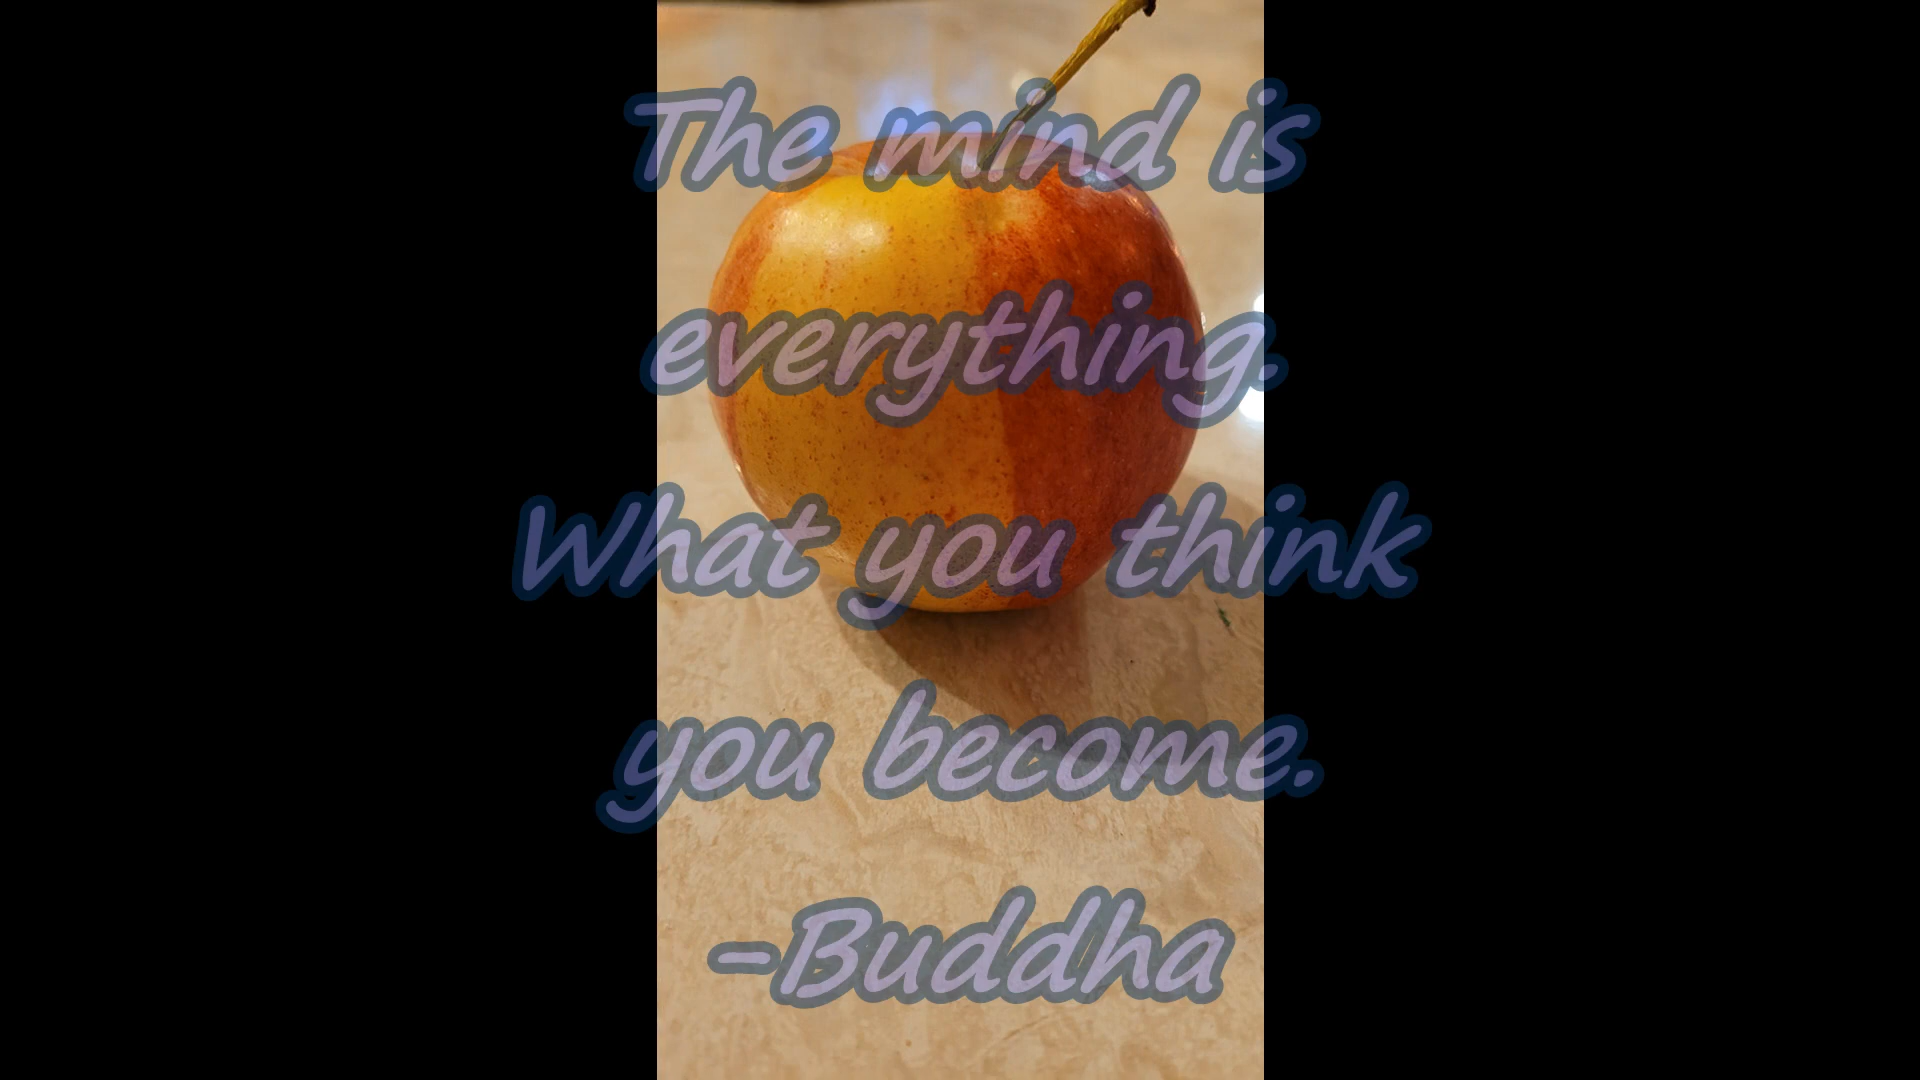 The mind is
everything.
What you think
you become.
-Buddha